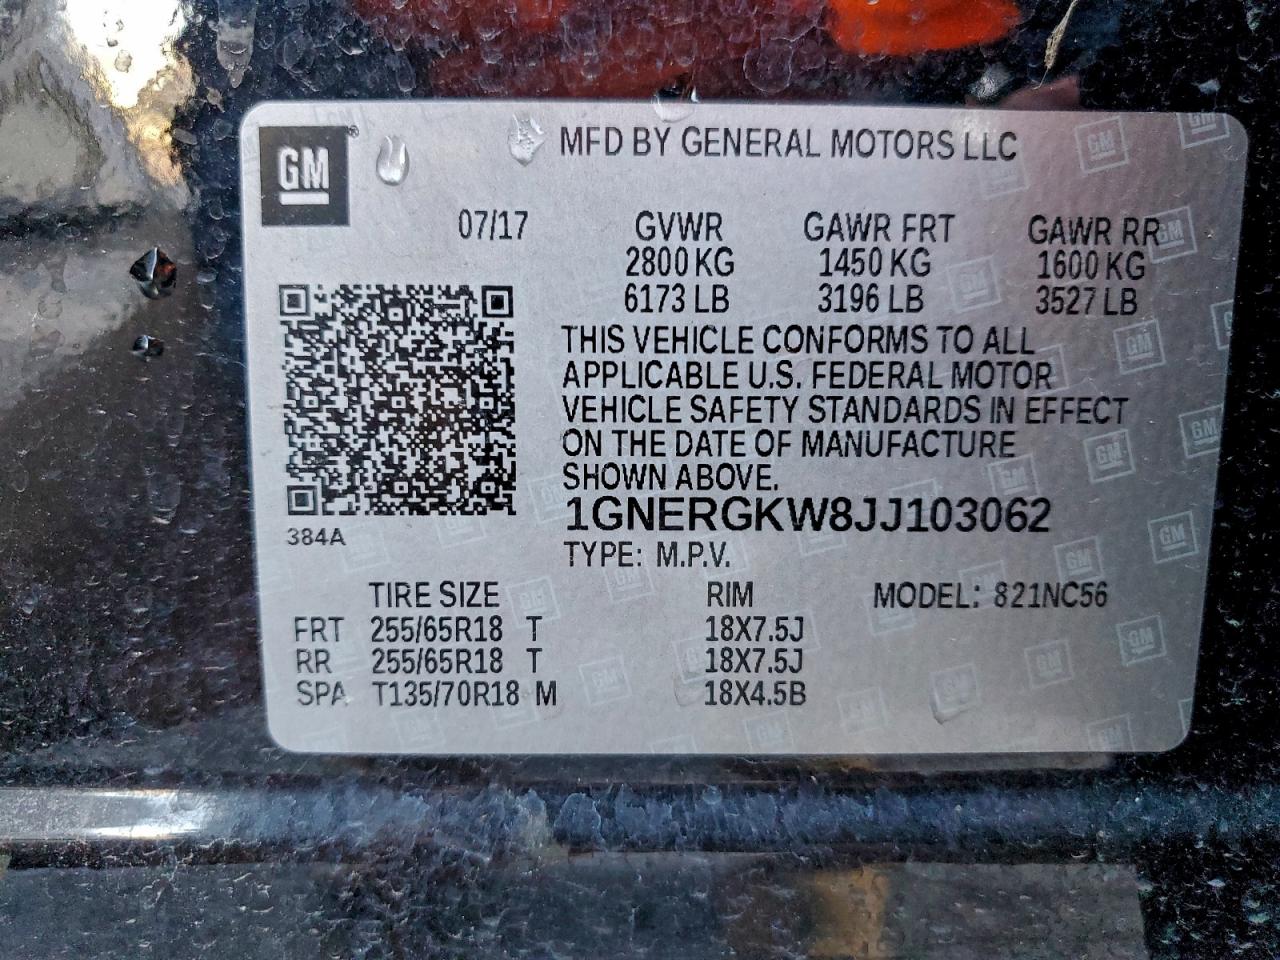 GM
MFD BY GENERAL MOTORS LLC
07/17 GVWR GAWR FRT GAWR RR
2800 KG 1450 KG 1600 KG
6173 LB 3196 LB 3527 LB
THIS VEHICLE CONFORMS TO ALL
APPLICABLE U.S. FEDERAL MOTOR
VEHICLE SAFETY STANDARDS IN EFFECT
ON THE DATE OF MANUFACTURE
SHOWN ABOVE.
1GNERGKW8JJ103062
384A
TYPE: M.P.V.
TIRE SIZE RIM MODEL: 821NC56
FRT 255/65R18 T 18X7.5J
RR 255/65R18 T 18X7.5J
SPA T135/70R18 M 18X4.5B